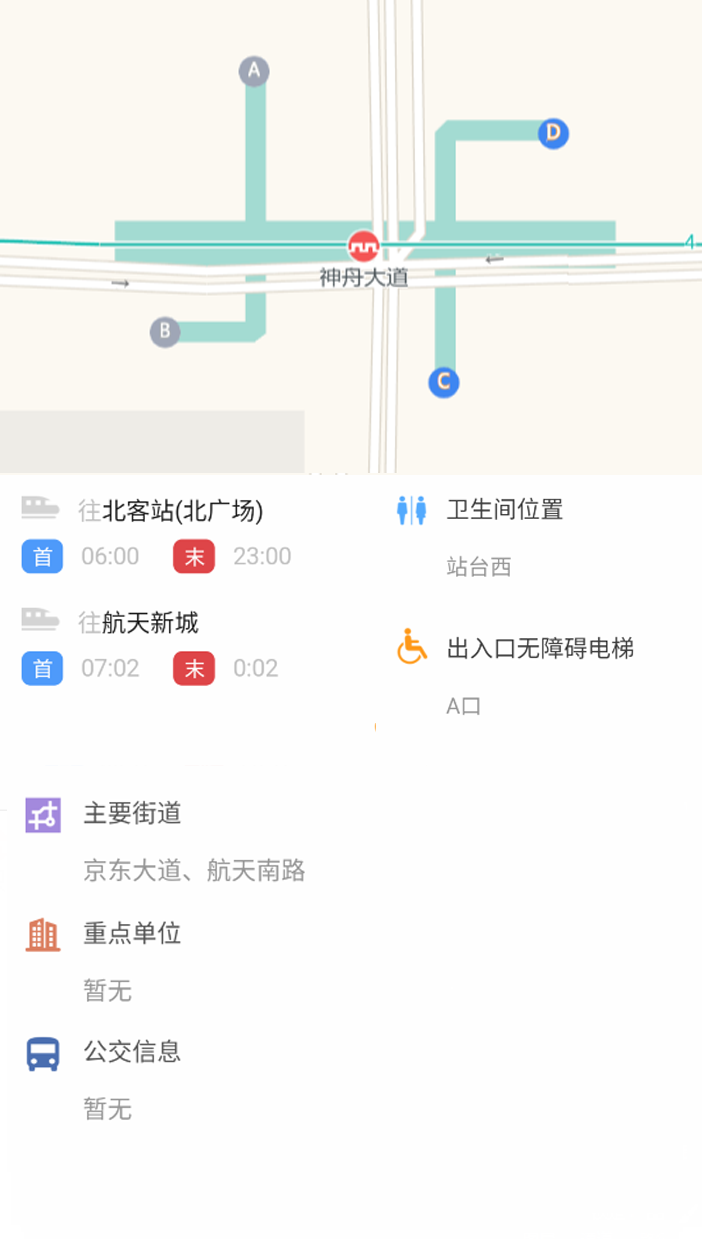 A
D
4
神舟大道
B
C
往北客站(北广场)
首 06:00 末 23:00
往航天新城
首 07:02 末 0:02
卫生间位置
站台西
出入口无障碍电梯
A口
主要街道
京东大道、航天南路
重点单位
暂无
公交信息
暂无